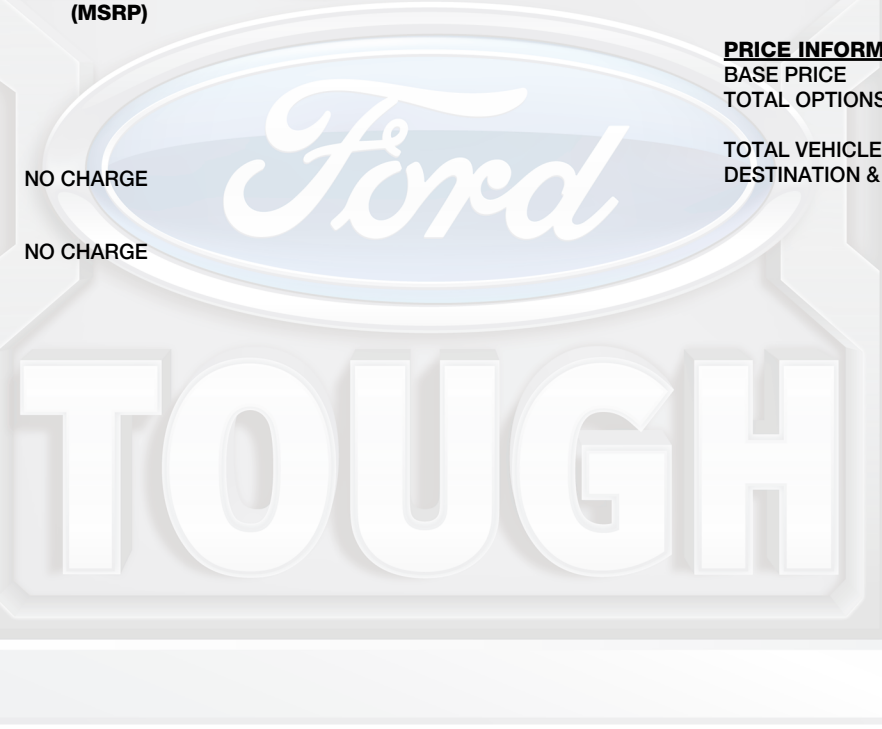 (MSRP)
NO CHARGE
NO CHARGE
PRICE INFORM
BASE PRICE
TOTAL OPTIONS
TOTAL VEHICLE
DESTINATION &
Ford
TOUGH